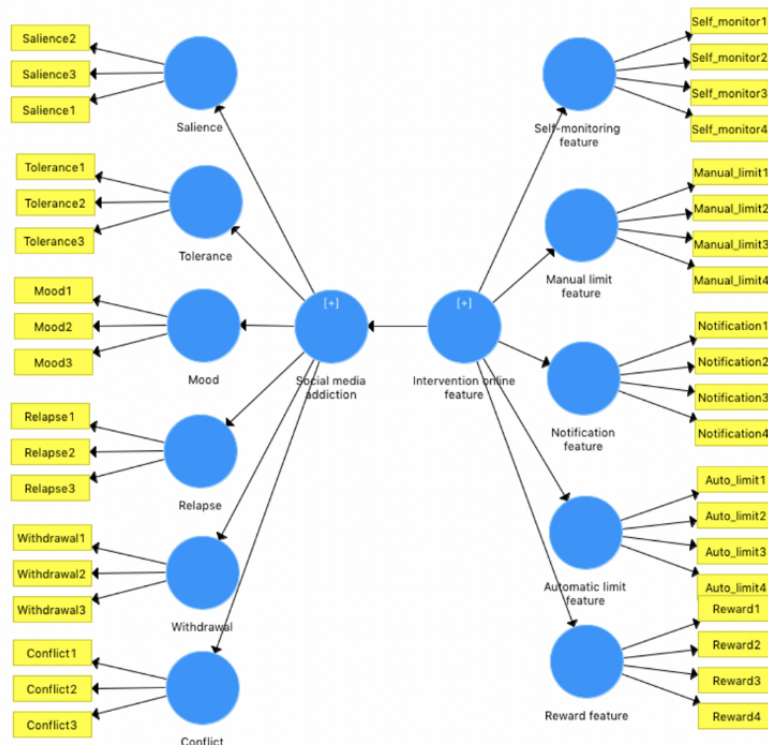 Salience2
Salience3
Salience1
Salience
Tolerance1
Tolerance2
Tolerance3
Tolerance
Mood1
Mood2
Mood3
Mood
Relapse1
Relapse2
Relapse3
Relapse
Withdrawal1
Withdrawal2
Withdrawal3
Withdrawal
Conflict1
Conflict2
Conflict3
Conflict
[+]
Social media
addiction
[+]
Intervention online
feature
Self-monitoring
feature
Self_monitor1
Self_monitor2
Self_monitor3
Self_monitor4
Manual limit
feature
Manual_limit1
Manual_limit2
Manual_limit3
Manual_limit4
Notification
feature
Notification1
Notification2
Notification3
Notification4
Automatic limit
feature
Auto_limit1
Auto_limit2
Auto_limit3
Auto_limit4
Reward feature
Reward1
Reward2
Reward3
Reward4